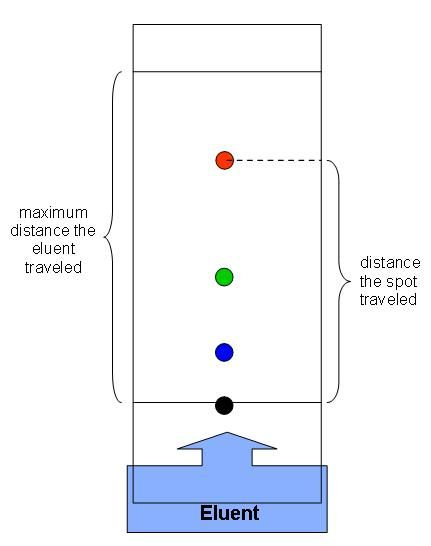 maximum
distance the
eluent
traveled
distance
the spot
traveled
Eluent